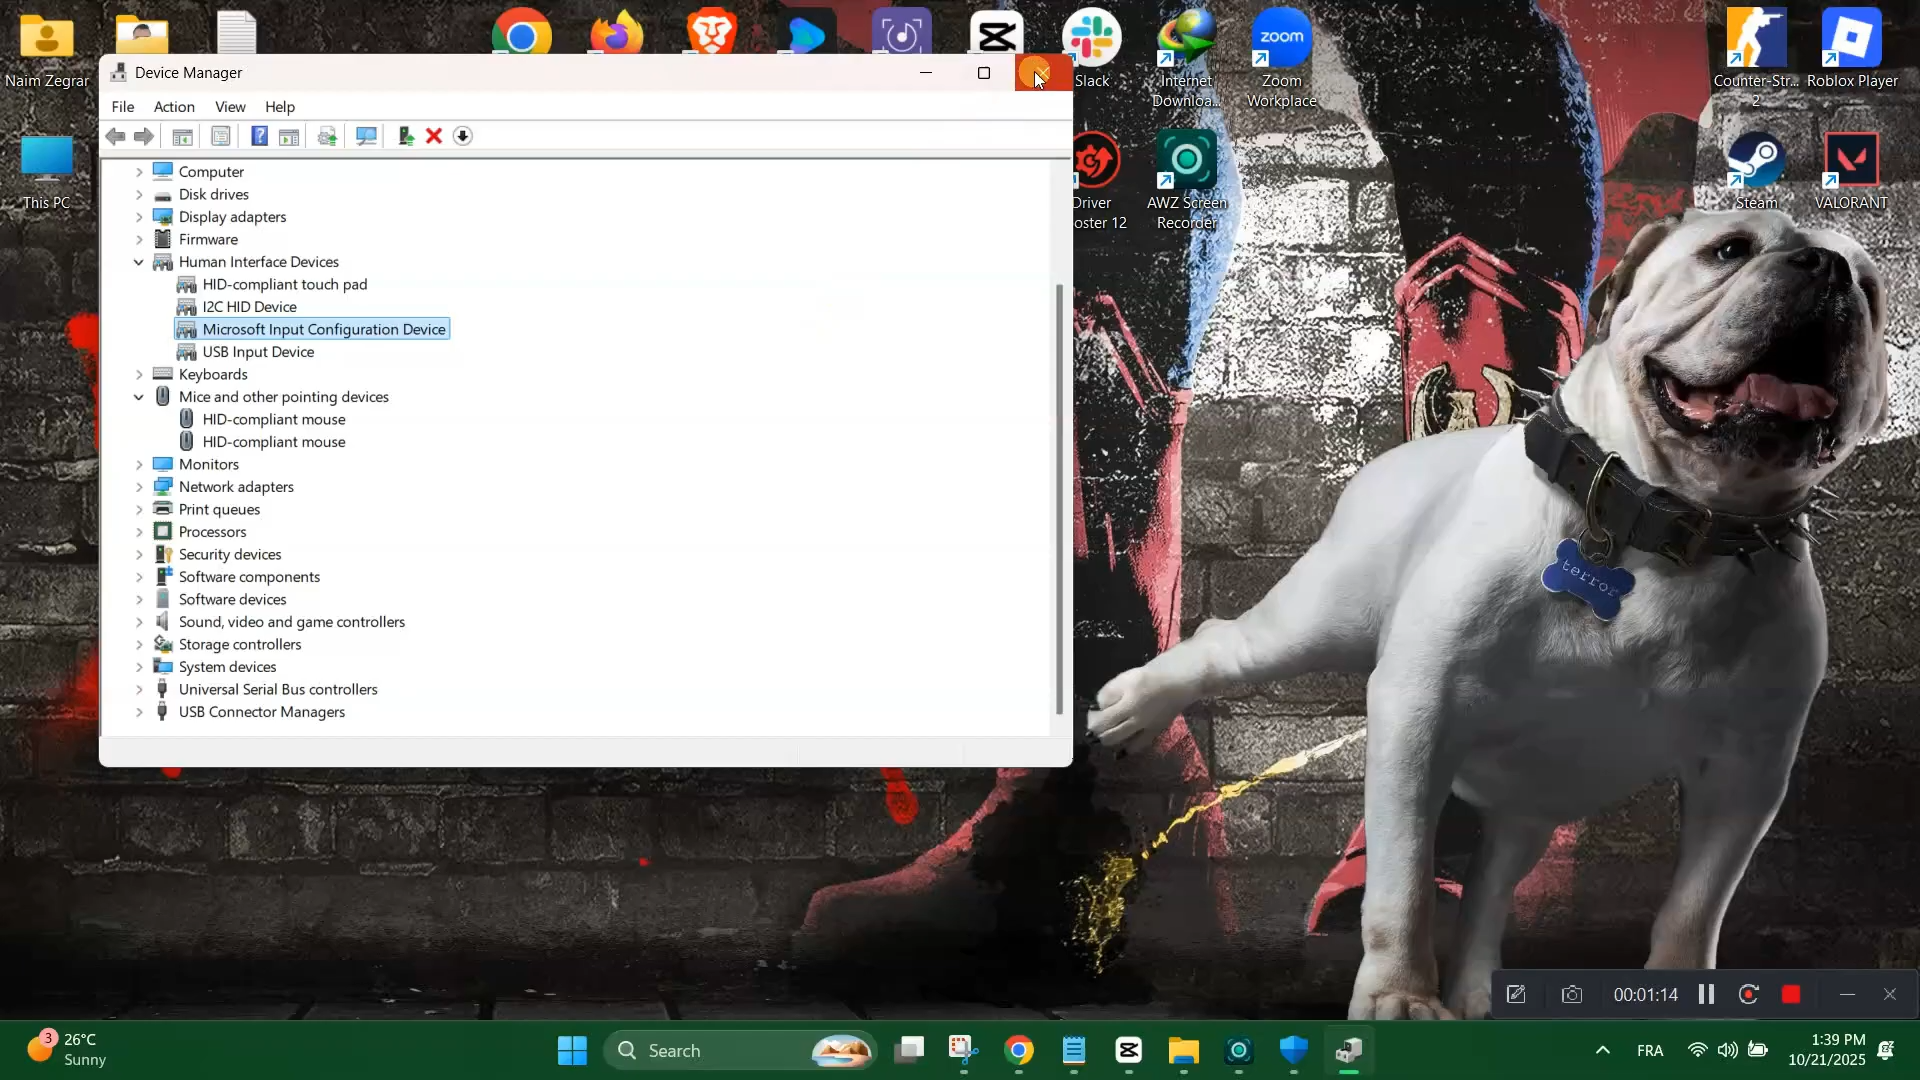 Naim Zegrar
This PC
Device Manager
File Action View Help
Computer
Disk drives
Display adapters
Firmware
Human Interface Devices
HID-compliant touch pad
I2C HID Device
Microsoft Input Configuration Device
USB Input Device
Keyboards
Mice and other pointing devices
HID-compliant mouse
HID-compliant mouse
Monitors
Network adapters
Print queues
Processors
Security devices
Software components
Software devices
Sound, video and game controllers
Storage controllers
System devices
Universal Serial Bus controllers
USB Connector Managers
Slack
Internet
Downloa...
zoom
Zoom
Workplace
Driver
oster 12
AWZ Screen
Recorder
Counter-Str...
2
Roblox Player
Steam
VALORANT
terror
00:01:14
3
26°C
Sunny
Search
FRA
1:39 PM
10/21/2025